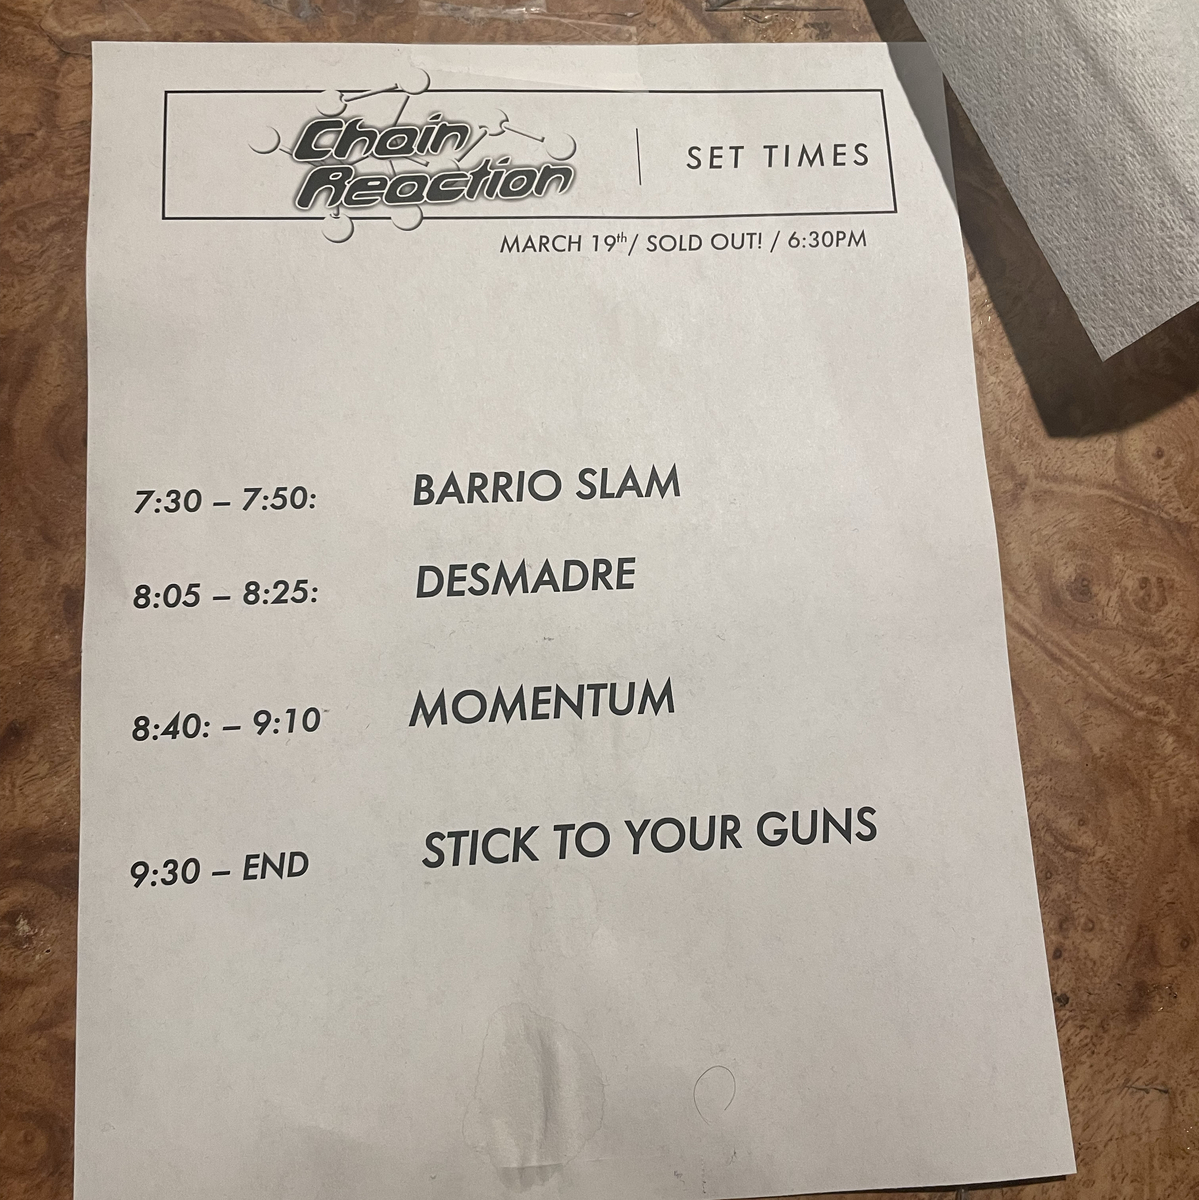 Chain
Reaction
SET TIMES
MARCH 19th/ SOLD OUT! / 6:30PM
7:30 – 7:50: BARRIO SLAM
8:05 – 8:25: DESMADRE
8:40: – 9:10 MOMENTUM
9:30 – END STICK TO YOUR GUNS